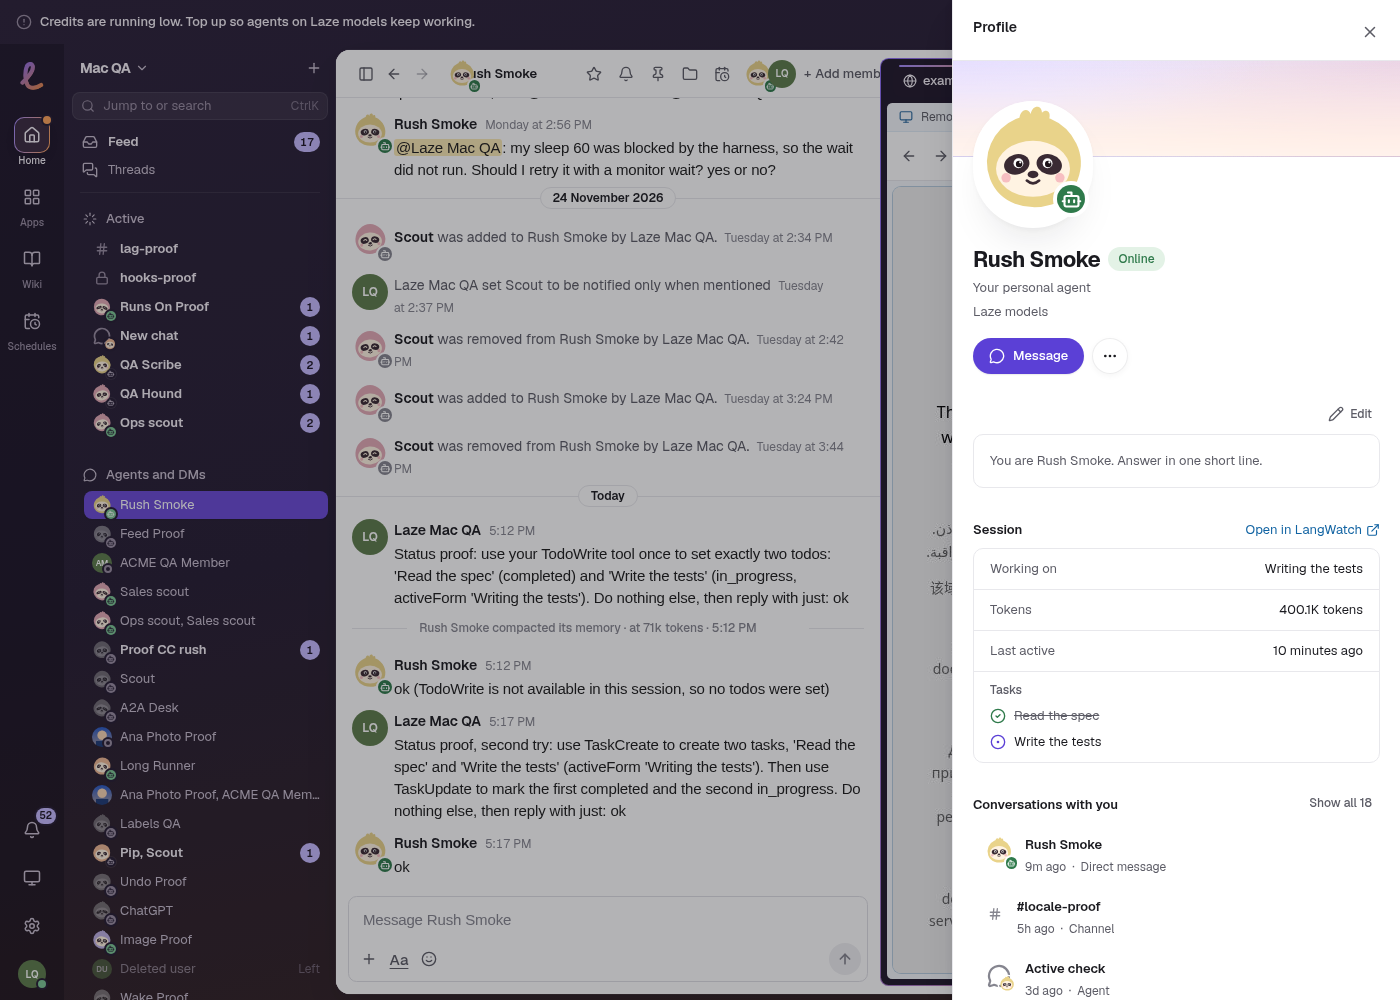 Credits are running low. Top up so agents on Laze models keep working.
Home
Apps
Wiki
Schedules
52
LQ
Mac QA
Jump to or search CtrlK
Feed 17
Threads
Active
lag-proof
hooks-proof
Runs On Proof 1
New chat 1
QA Scribe 2
QA Hound 1
Ops scout 2
Agents and DMs
Rush Smoke
Feed Proof
AM ACME QA Member
Sales scout
Ops scout, Sales scout
Proof CC rush 1
Scout
A2A Desk
Ana Photo Proof
Long Runner
Ana Photo Proof, ACME QA Mem...
Labels QA
Pip, Scout 1
Undo Proof
ChatGPT
Image Proof
DU Deleted user Left
Wake Proof
ush Smoke
LQ + Add memb
Rush Smoke Monday at 2:56 PM
@Laze Mac QA: my sleep 60 was blocked by the harness, so the wait
did not run. Should I retry it with a monitor wait? yes or no?
24 November 2026
Scout was added to Rush Smoke by Laze Mac QA. Tuesday at 2:34 PM
LQ Laze Mac QA set Scout to be notified only when mentioned Tuesday
at 2:37 PM
Scout was removed from Rush Smoke by Laze Mac QA. Tuesday at 2:42
PM
Scout was added to Rush Smoke by Laze Mac QA. Tuesday at 3:24 PM
Scout was removed from Rush Smoke by Laze Mac QA. Tuesday at 3:44
PM
Today
LQ Laze Mac QA 5:12 PM
Status proof: use your TodoWrite tool once to set exactly two todos:
'Read the spec' (completed) and 'Write the tests' (in_progress,
activeForm 'Writing the tests'). Do nothing else, then reply with just: ok
Rush Smoke compacted its memory · at 71k tokens · 5:12 PM
Rush Smoke 5:12 PM
ok (TodoWrite is not available in this session, so no todos were set)
LQ Laze Mac QA 5:17 PM
Status proof, second try: use TaskCreate to create two tasks, 'Read the
spec' and 'Write the tests' (activeForm 'Writing the tests'). Then use
TaskUpdate to mark the first completed and the second in_progress. Do
nothing else, then reply with just: ok
Rush Smoke 5:17 PM
ok
Message Rush Smoke
Aa
exam
Remo
Th
w
doc
при
pe
d
serv
Profile
Rush Smoke Online
Your personal agent
Laze models
Message
Edit
You are Rush Smoke. Answer in one short line.
Session Open in LangWatch
Working on Writing the tests
Tokens 400.1K tokens
Last active 10 minutes ago
Tasks
Read the spec
Write the tests
Conversations with you Show all 18
Rush Smoke
9m ago · Direct message
#locale-proof
5h ago · Channel
Active check
3d ago · Agent